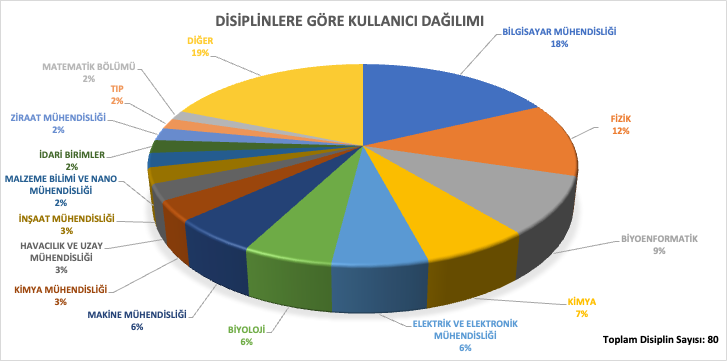 DİSİPLİNLERE GÖRE KULLANICI DAĞILIMI
BİLGİSAYAR MÜHENDİSLİĞİ
18%
FİZİK
12%
BİYOENFORMATİK
9%
KİMYA
7%
ELEKTRİK VE ELEKTRONİK
MÜHENDİSLİĞİ
6%
BİYOLOJİ
6%
MAKİNE MÜHENDİSLİĞİ
6%
KİMYA MÜHENDİSLİĞİ
3%
HAVACILIK VE UZAY
MÜHENDİSLİĞİ
3%
İNŞAAT MÜHENDİSLİĞİ
3%
MALZEME BİLİMİ VE NANO
MÜHENDİSLİĞİ
2%
İDARİ BİRİMLER
2%
ZİRAAT MÜHENDİSLİĞİ
2%
TIP
2%
MATEMATİK BÖLÜMÜ
2%
DİĞER
19%
Toplam Disiplin Sayısı: 80